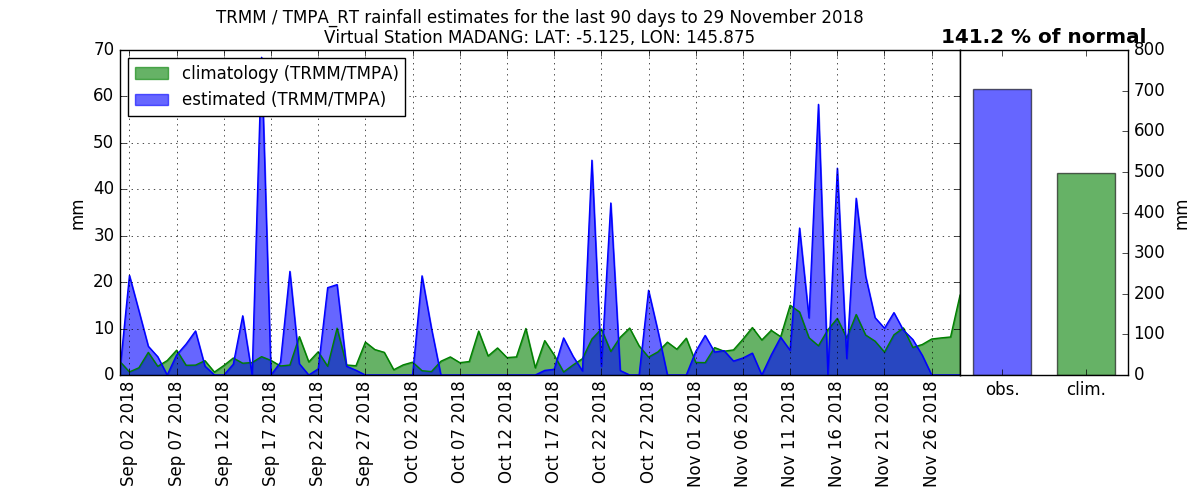 TRMM / TMPA_RT rainfall estimates for the last 90 days to 29 November 2018
Virtual Station MADANG: LAT: -5.125, LON: 145.875
141.2 % of normal
climatology (TRMM/TMPA)
estimated (TRMM/TMPA)
mm
70
60
50
40
30
20
10
0
Sep 02 2018
Sep 07 2018
Sep 12 2018
Sep 17 2018
Sep 22 2018
Sep 27 2018
Oct 02 2018
Oct 07 2018
Oct 12 2018
Oct 17 2018
Oct 22 2018
Oct 27 2018
Nov 01 2018
Nov 06 2018
Nov 11 2018
Nov 16 2018
Nov 21 2018
Nov 26 2018
800
700
600
500
400
300
200
100
0
mm
obs.
clim.